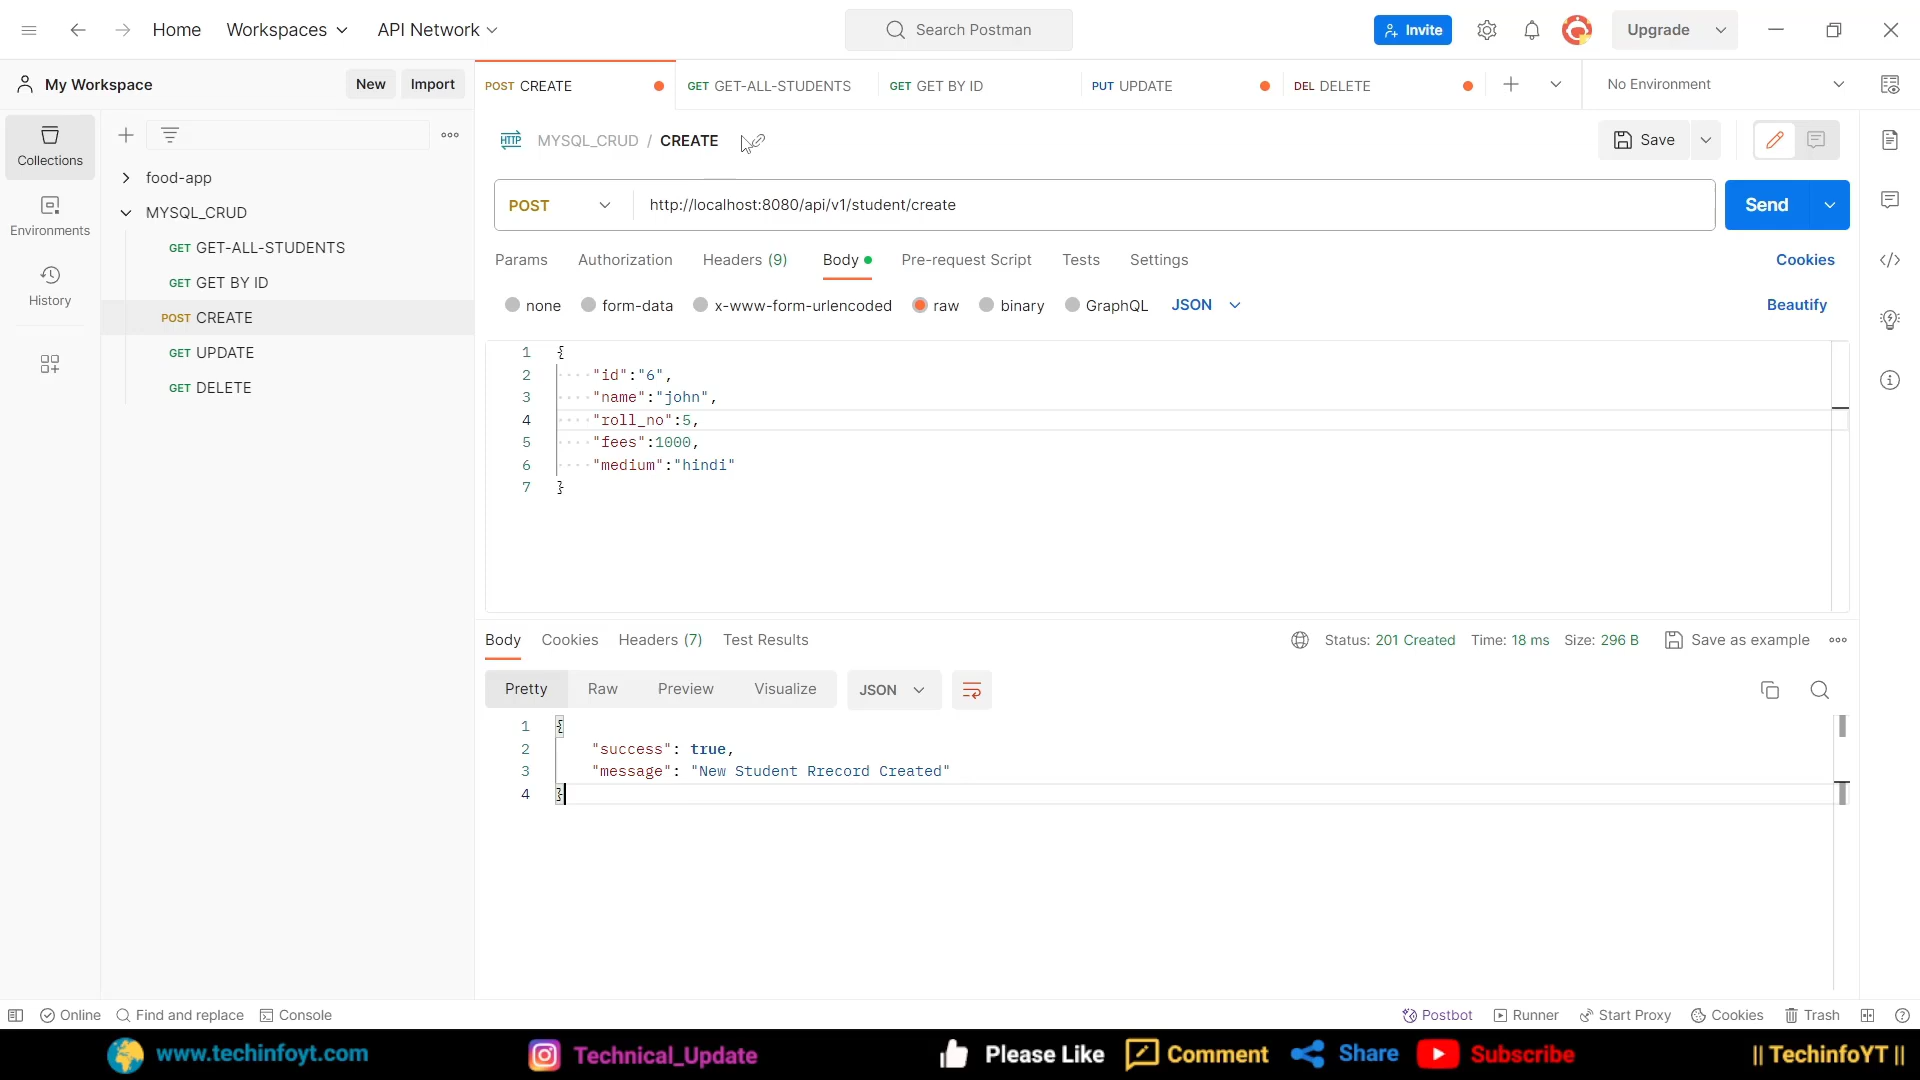 Home Workspaces API Network Search Postman Invite Upgrade
My Workspace New Import POST CREATE GET GET-ALL-STUDENTS GET GET BY ID PUT UPDATE DEL DELETE No Environment
HTTP MYSQL_CRUD / CREATE Save
Collections
Environments
History
food-app
MYSQL_CRUD
GET GET-ALL-STUDENTS
GET GET BY ID
POST CREATE
GET UPDATE
GET DELETE
POST http://localhost:8080/api/v1/student/create Send
Params Authorization Headers (9) Body Pre-request Script Tests Settings Cookies
none form-data x-www-form-urlencoded raw binary GraphQL JSON Beautify
1 {
2 "id":"6",
3 "name":"john",
4 "roll_no":5,
5 "fees":1000,
6 "medium":"hindi"
7 }
Body Cookies Headers (7) Test Results Status: 201 Created Time: 18 ms Size: 296 B Save as example
Pretty Raw Preview Visualize JSON
1 {
2 "success": true,
3 "message": "New Student Rrecord Created"
4 }
Online Find and replace Console Postbot Runner Start Proxy Cookies Trash
www.techinfoyt.com Technical_Update Please Like Comment Share Subscribe || TechinfoYT ||